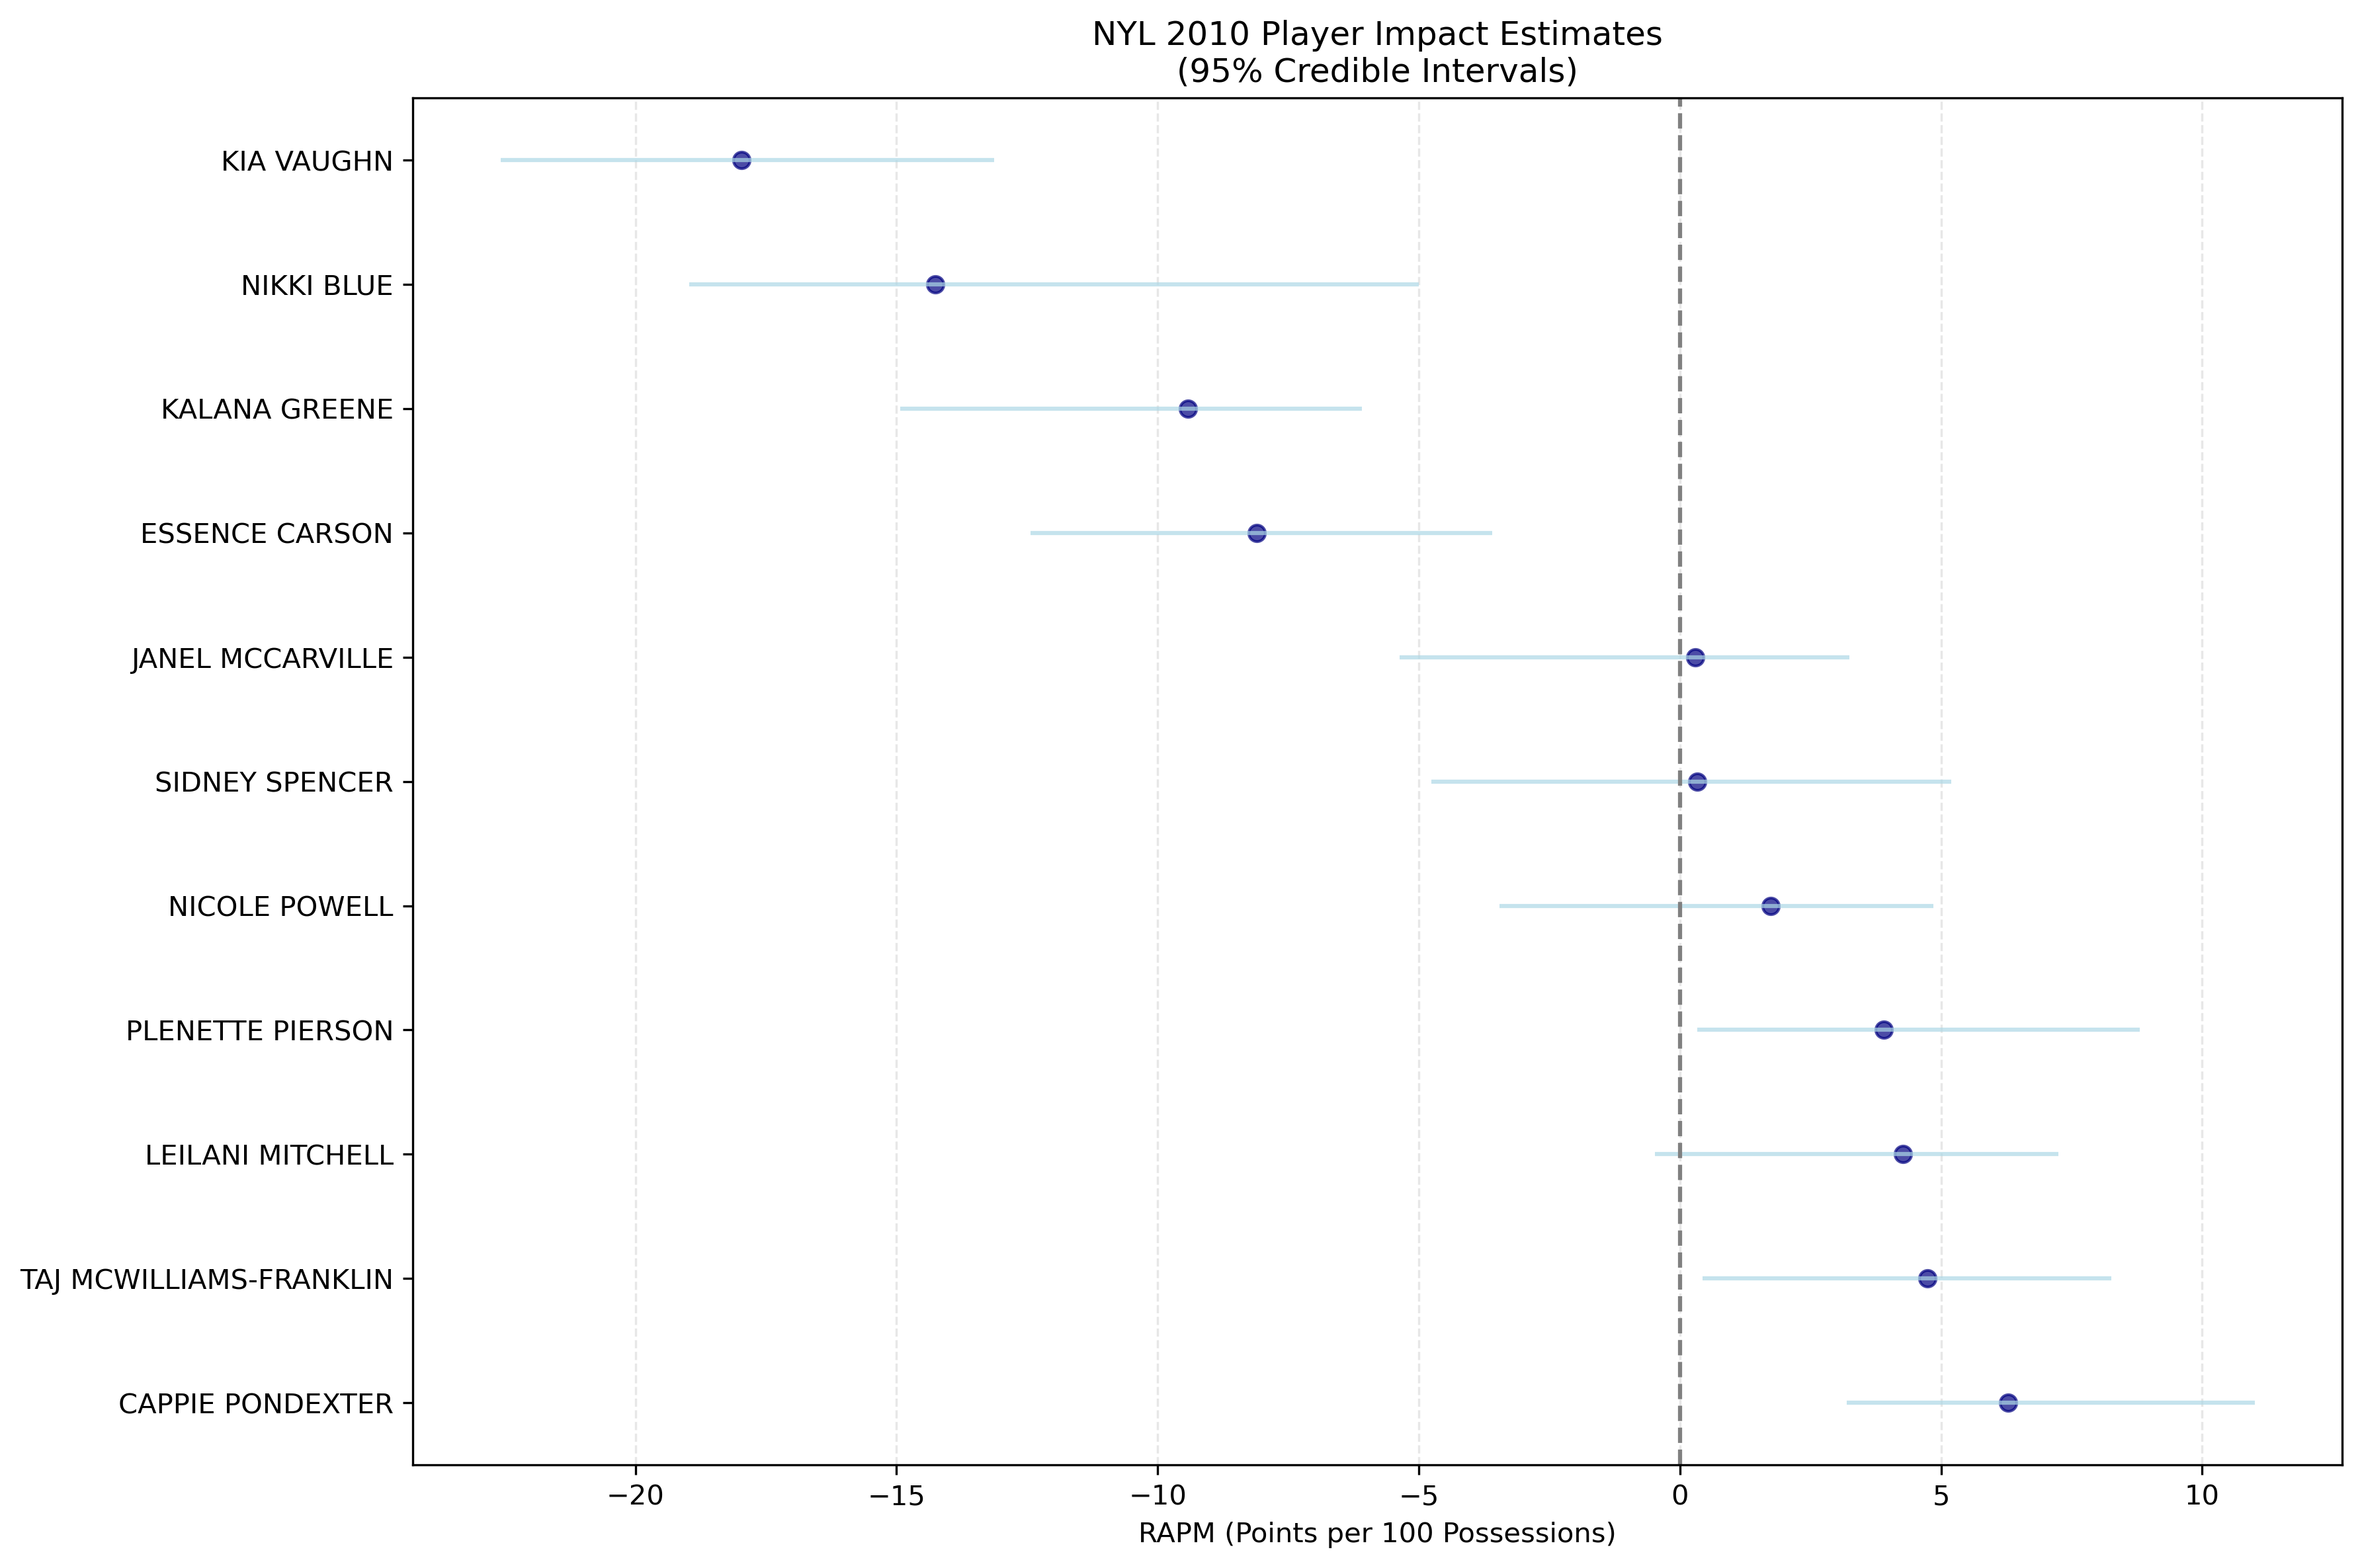 NYL 2010 Player Impact Estimates
(95% Credible Intervals)
KIA VAUGHN
NIKKI BLUE
KALANA GREENE
ESSENCE CARSON
JANEL MCCARVILLE
SIDNEY SPENCER
NICOLE POWELL
PLENETTE PIERSON
LEILANI MITCHELL
TAJ MCWILLIAMS-FRANKLIN
CAPPIE PONDEXTER
−20 −15 −10 −5 0 5 10
RAPM (Points per 100 Possessions)